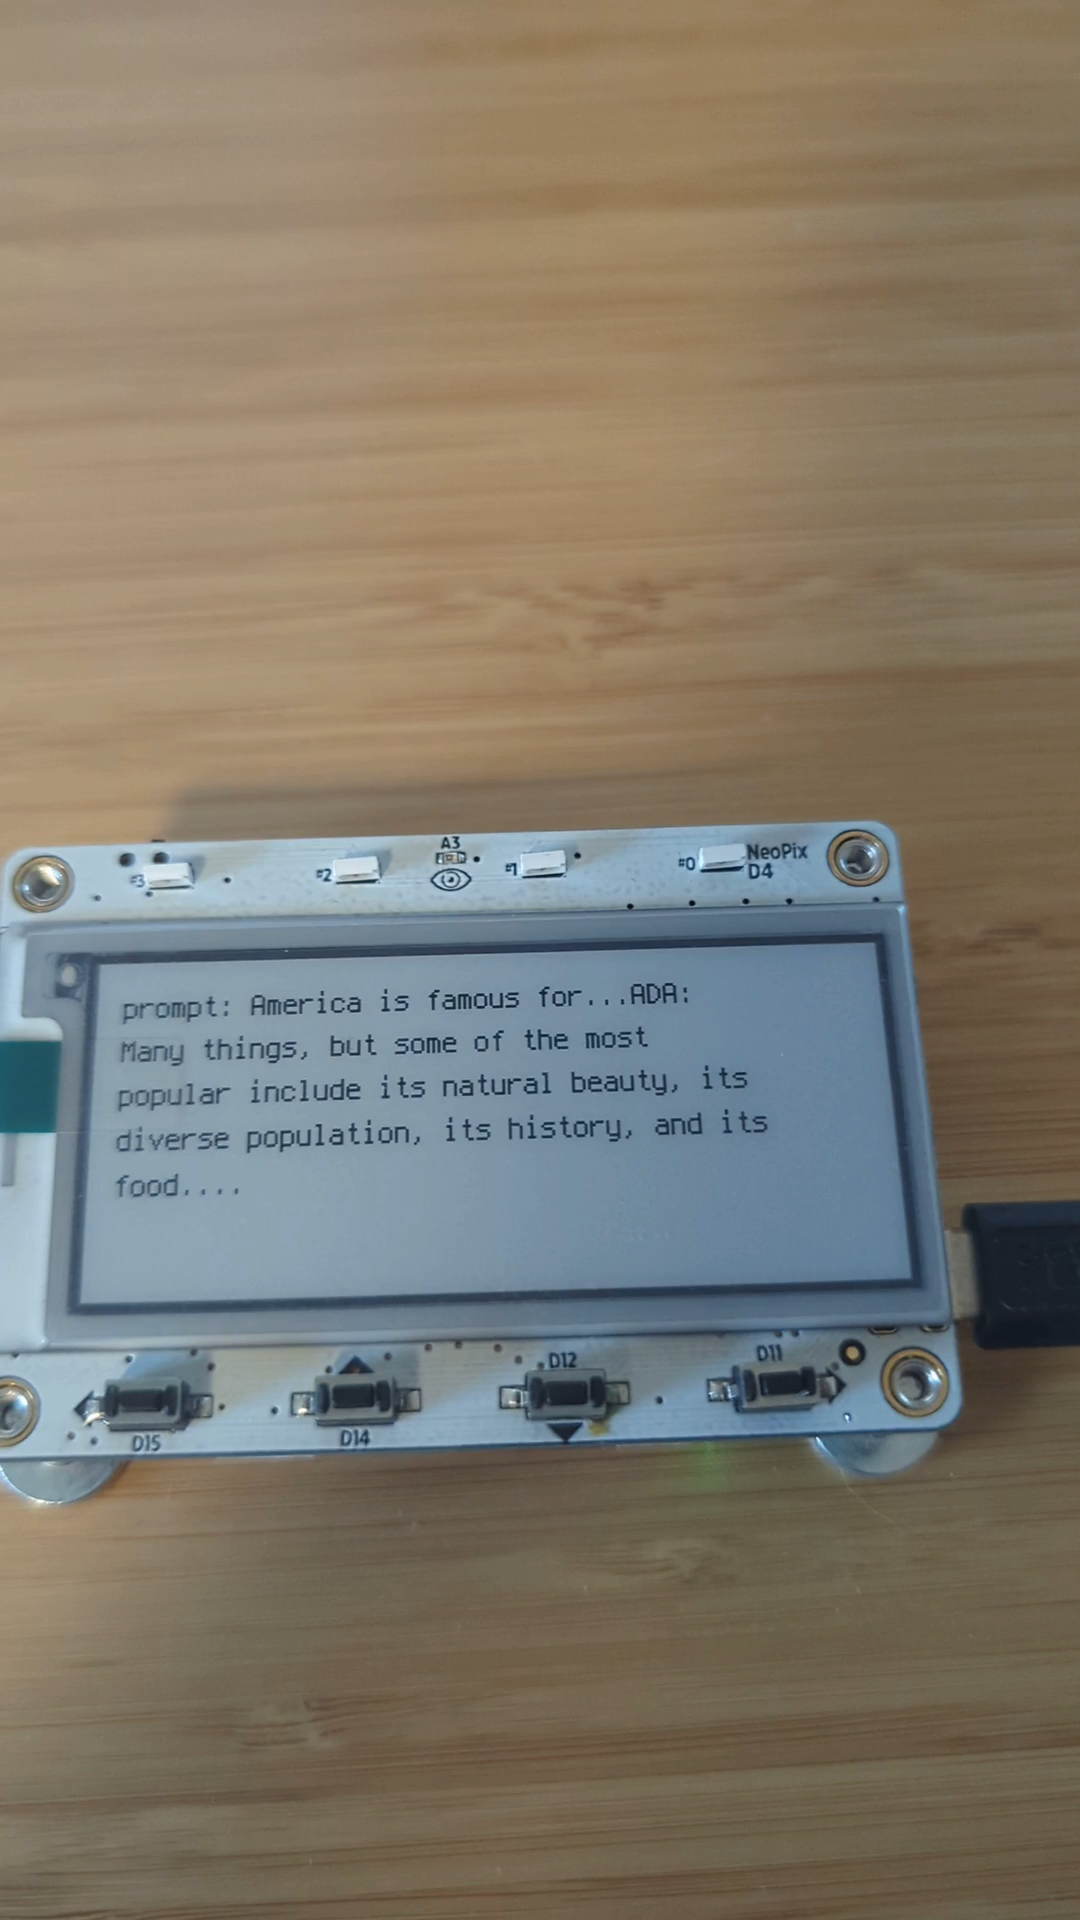 A3
#3
#2
#1
#0
NeoPix
D4
prompt: America is famous for...ADA:
Many things, but some of the most
popular include its natural beauty, its
diverse population, its history, and its
food....
D15
D14
D12
D11